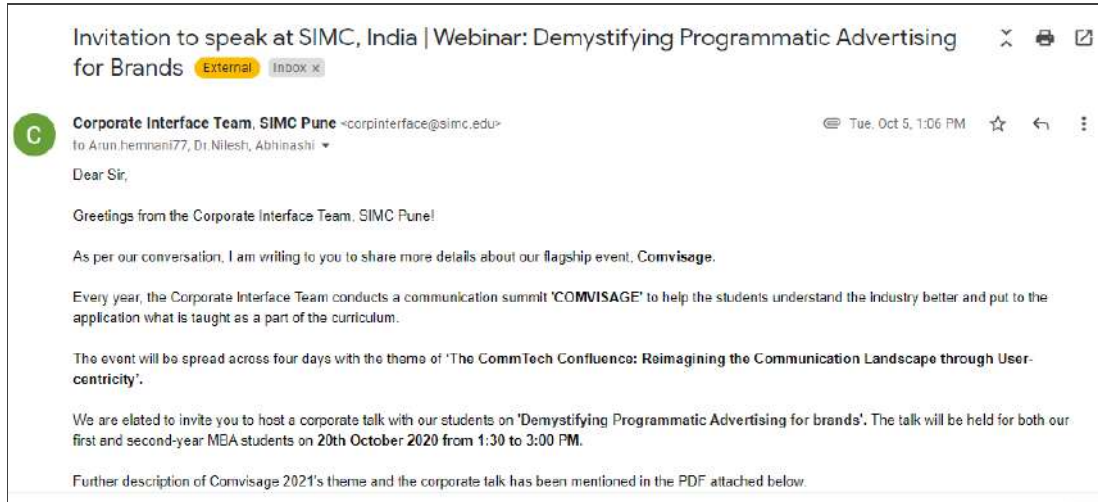 Invitation to speak at SIMC, India | Webinar: Demystifying Programmatic Advertising
for Brands External Inbox x
C
Corporate Interface Team, SIMC Pune <corpinterface@simc.edu> Tue, Oct 5, 1:06 PM
to Arun.hemnani77, Dr.Nilesh, Abhinashi
Dear Sir,
Greetings from the Corporate Interface Team, SIMC Pune!
As per our conversation, I am writing to you to share more details about our flagship event, Comvisage.
Every year, the Corporate Interface Team conducts a communication summit 'COMVISAGE' to help the students understand the industry better and put to the
application what is taught as a part of the curriculum.
The event will be spread across four days with the theme of 'The CommTech Confluence: Reimagining the Communication Landscape through User-
centricity'.
We are elated to invite you to host a corporate talk with our students on 'Demystifying Programmatic Advertising for brands'. The talk will be held for both our
first and second-year MBA students on 20th October 2020 from 1:30 to 3:00 PM.
Further description of Comvisage 2021's theme and the corporate talk has been mentioned in the PDF attached below.